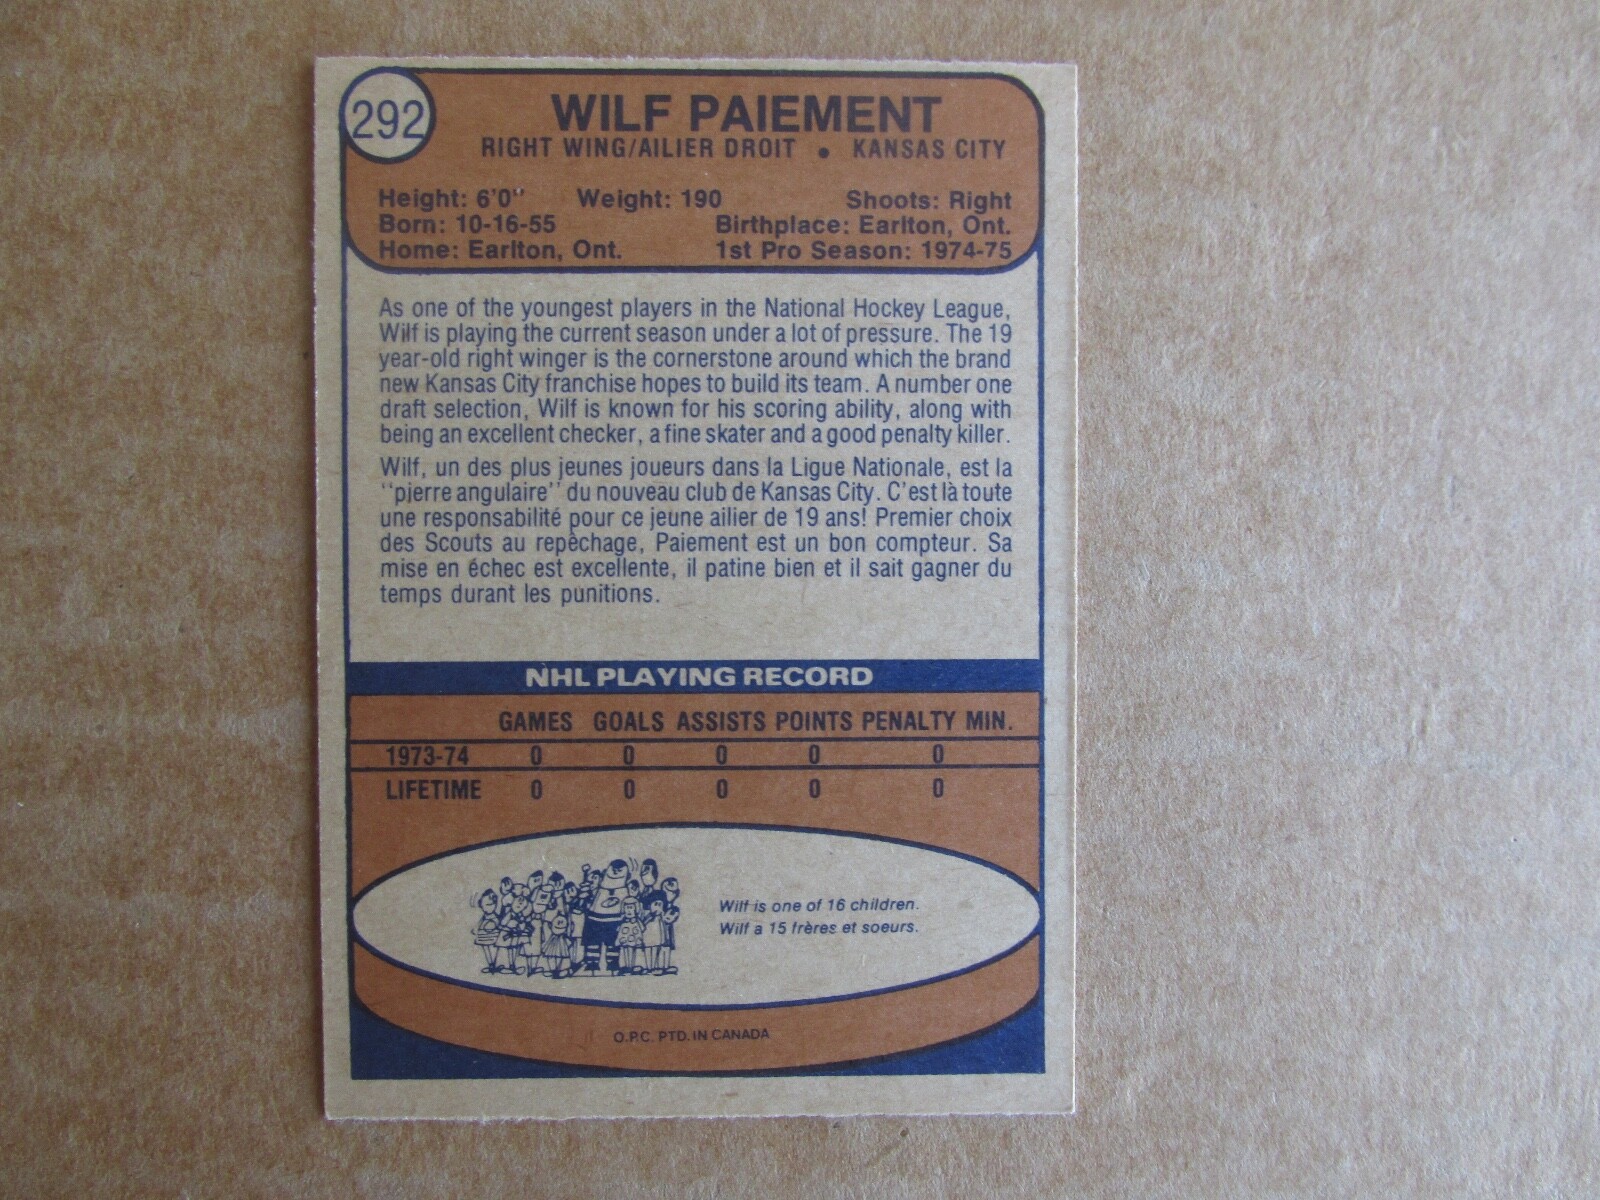 292
WILF PAIEMENT
RIGHT WING/AILIER DROIT • KANSAS CITY
Height: 6'0" Weight: 190 Shoots: Right
Born: 10-16-55 Birthplace: Earlton, Ont.
Home: Earlton, Ont. 1st Pro Season: 1974-75
As one of the youngest players in the National Hockey League,
Wilf is playing the current season under a lot of pressure. The 19
year-old right winger is the cornerstone around which the brand
new Kansas City franchise hopes to build its team. A number one
draft selection, Wilf is known for his scoring ability, along with
being an excellent checker, a fine skater and a good penalty killer.
Wilf, un des plus jeunes joueurs dans la Ligue Nationale, est la
"pierre angulaire" du nouveau club de Kansas City. C'est là toute
une responsabilité pour ce jeune ailier de 19 ans! Premier choix
des Scouts au repêchage, Paiement est un bon compteur. Sa
mise en échec est excellente, il patine bien et il sait gagner du
temps durant les punitions.
NHL PLAYING RECORD
GAMES GOALS ASSISTS POINTS PENALTY MIN.
1973-74 0 0 0 0 0
LIFETIME 0 0 0 0 0
Wilf is one of 16 children.
Wilf a 15 frères et soeurs.
O.P.C. PTD. IN CANADA